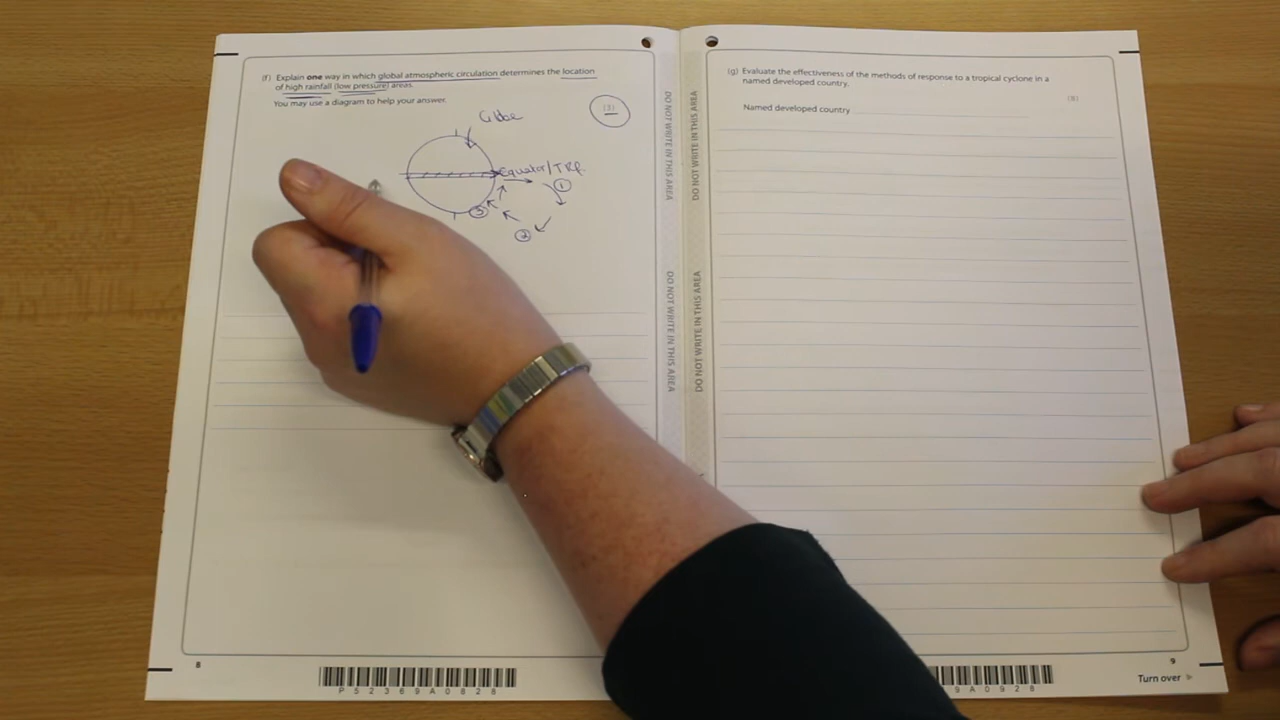 (f) Explain one way in which global atmospheric circulation determines the location
of high rainfall (low pressure) areas.
You may use a diagram to help your answer.
(3)
Globe
Equator/TRF.
1
2
3
8
P52369A0828
DO NOT WRITE IN THIS AREA
DO NOT WRITE IN THIS AREA
DO NOT WRITE IN THIS AREA
DO NOT WRITE IN THIS AREA
(g) Evaluate the effectiveness of the methods of response to a tropical cyclone in a
named developed country.
(8)
Named developed country
9
9A0928
Turn over